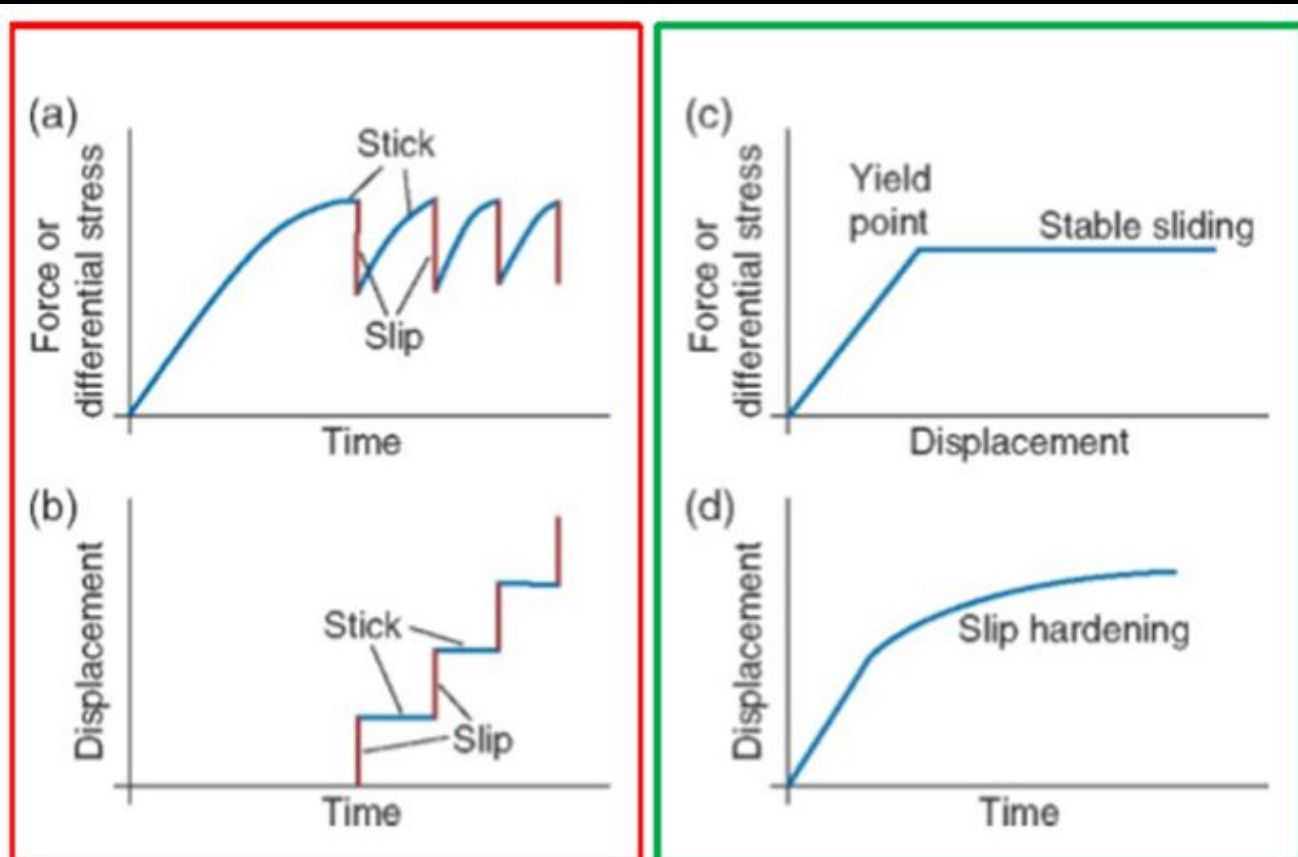 (a)
Force or
differential stress
Stick
Slip
Time
(b)
Displacement
Stick
Slip
Time
(c)
Force or
differential stress
Yield
point
Stable sliding
Displacement
(d)
Displacement
Slip hardening
Time